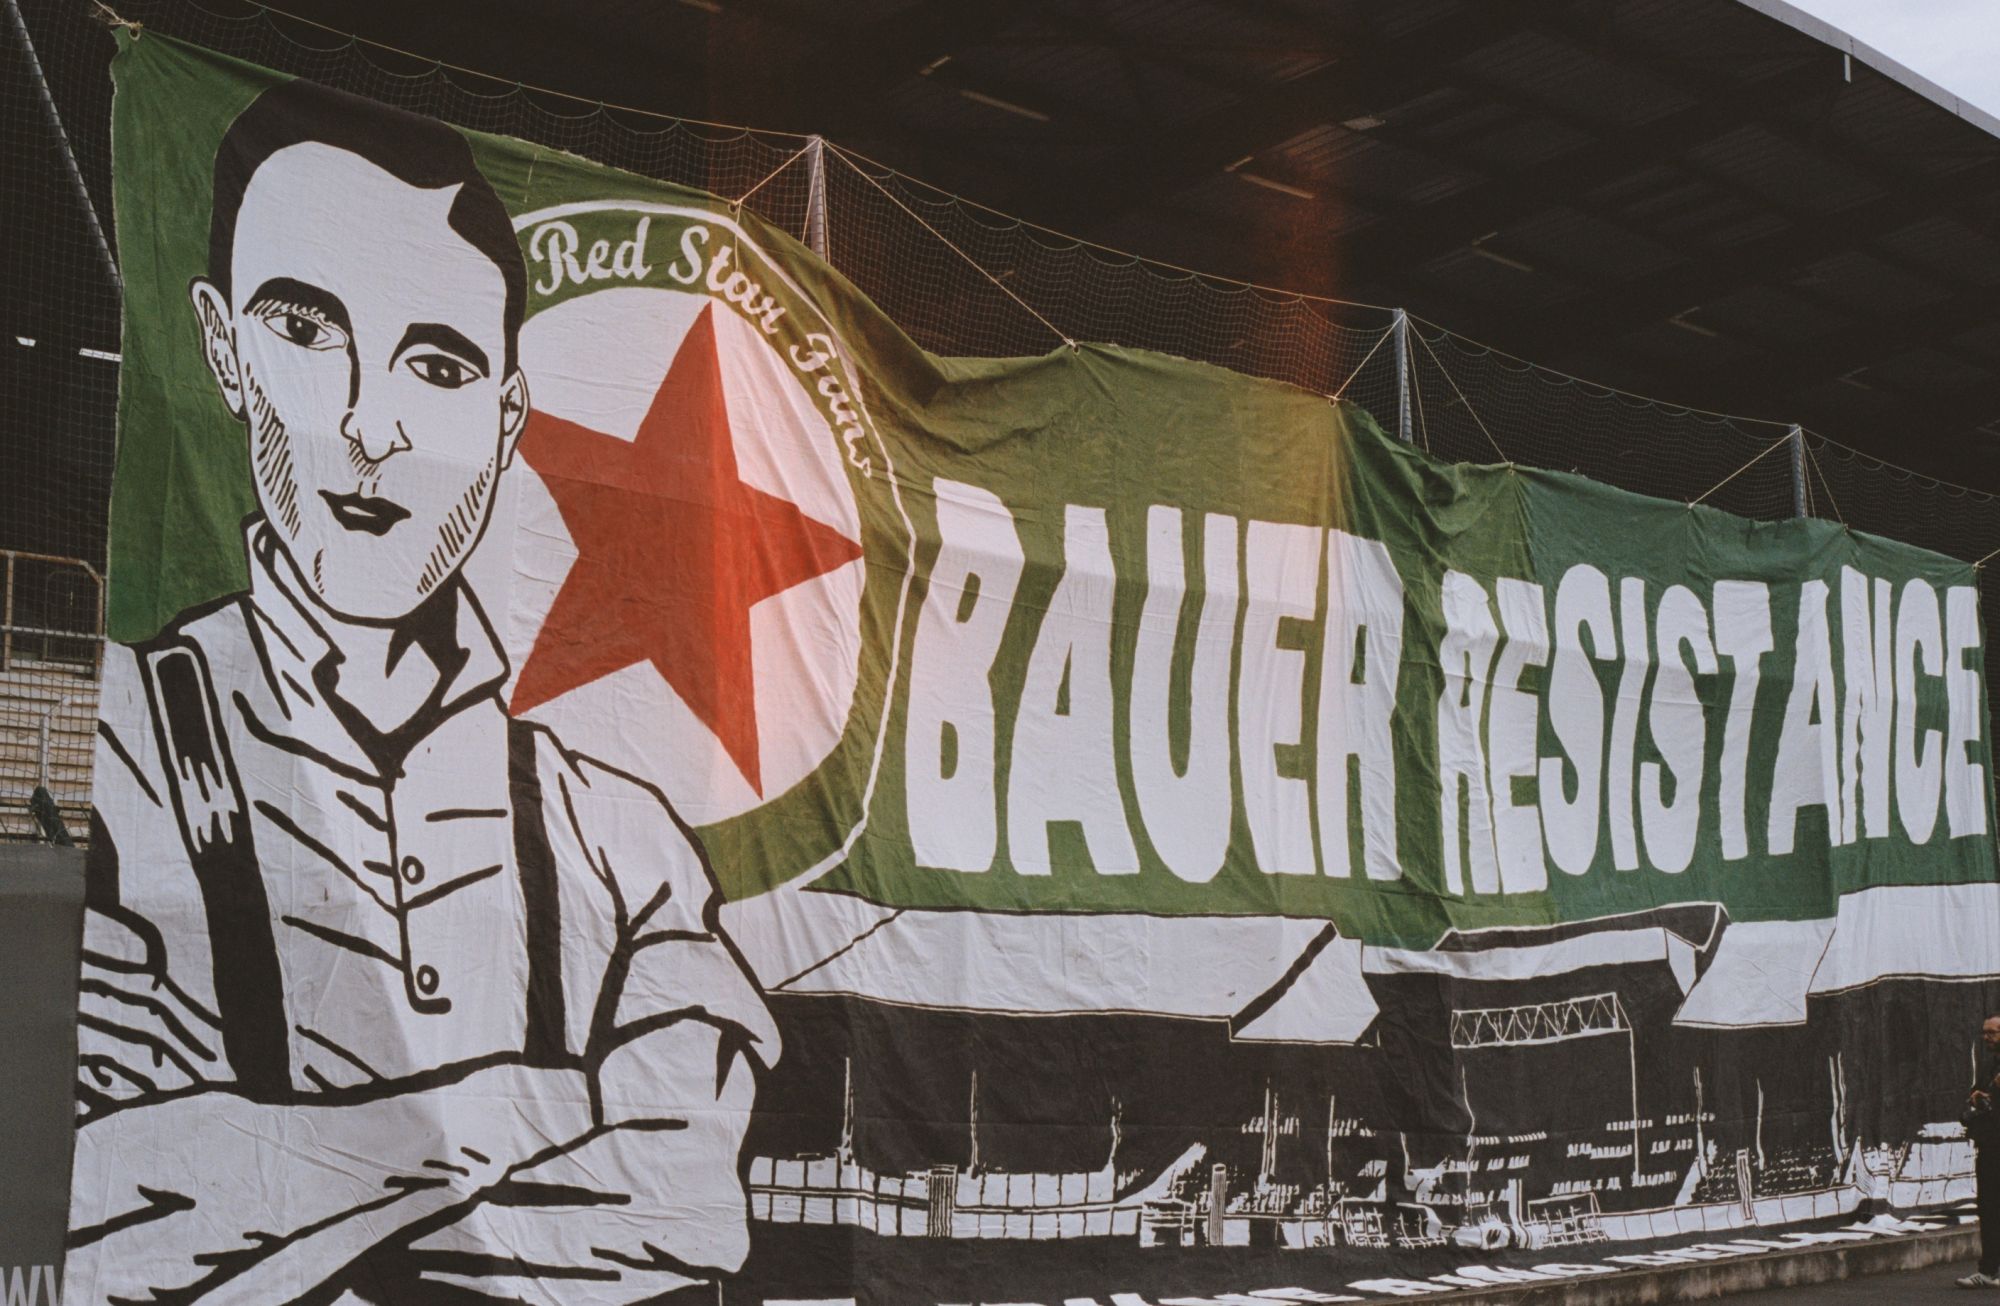 Red Star Fans
BAUER RESISTANCE